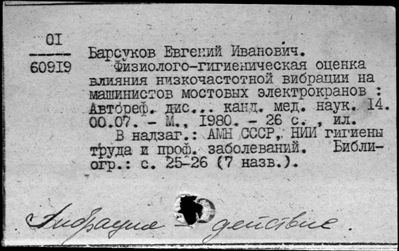 01
60919
Барсуков Евгений Иванович.
Физиолого-гигиеническая оценка
влияния низкочастотной вибрации на
машинистов мостовых электрокранов :
Автореф. дис... канд. мед. наук. 14.
00.07. - М., 1980. - 26 с. , ил.
В надзаг.: АМН СССР, НИИ гигиены
труда и проф. заболеваний. Библи-
огр.: с. 25-26 (7 назв.).
Вибрация - действие.